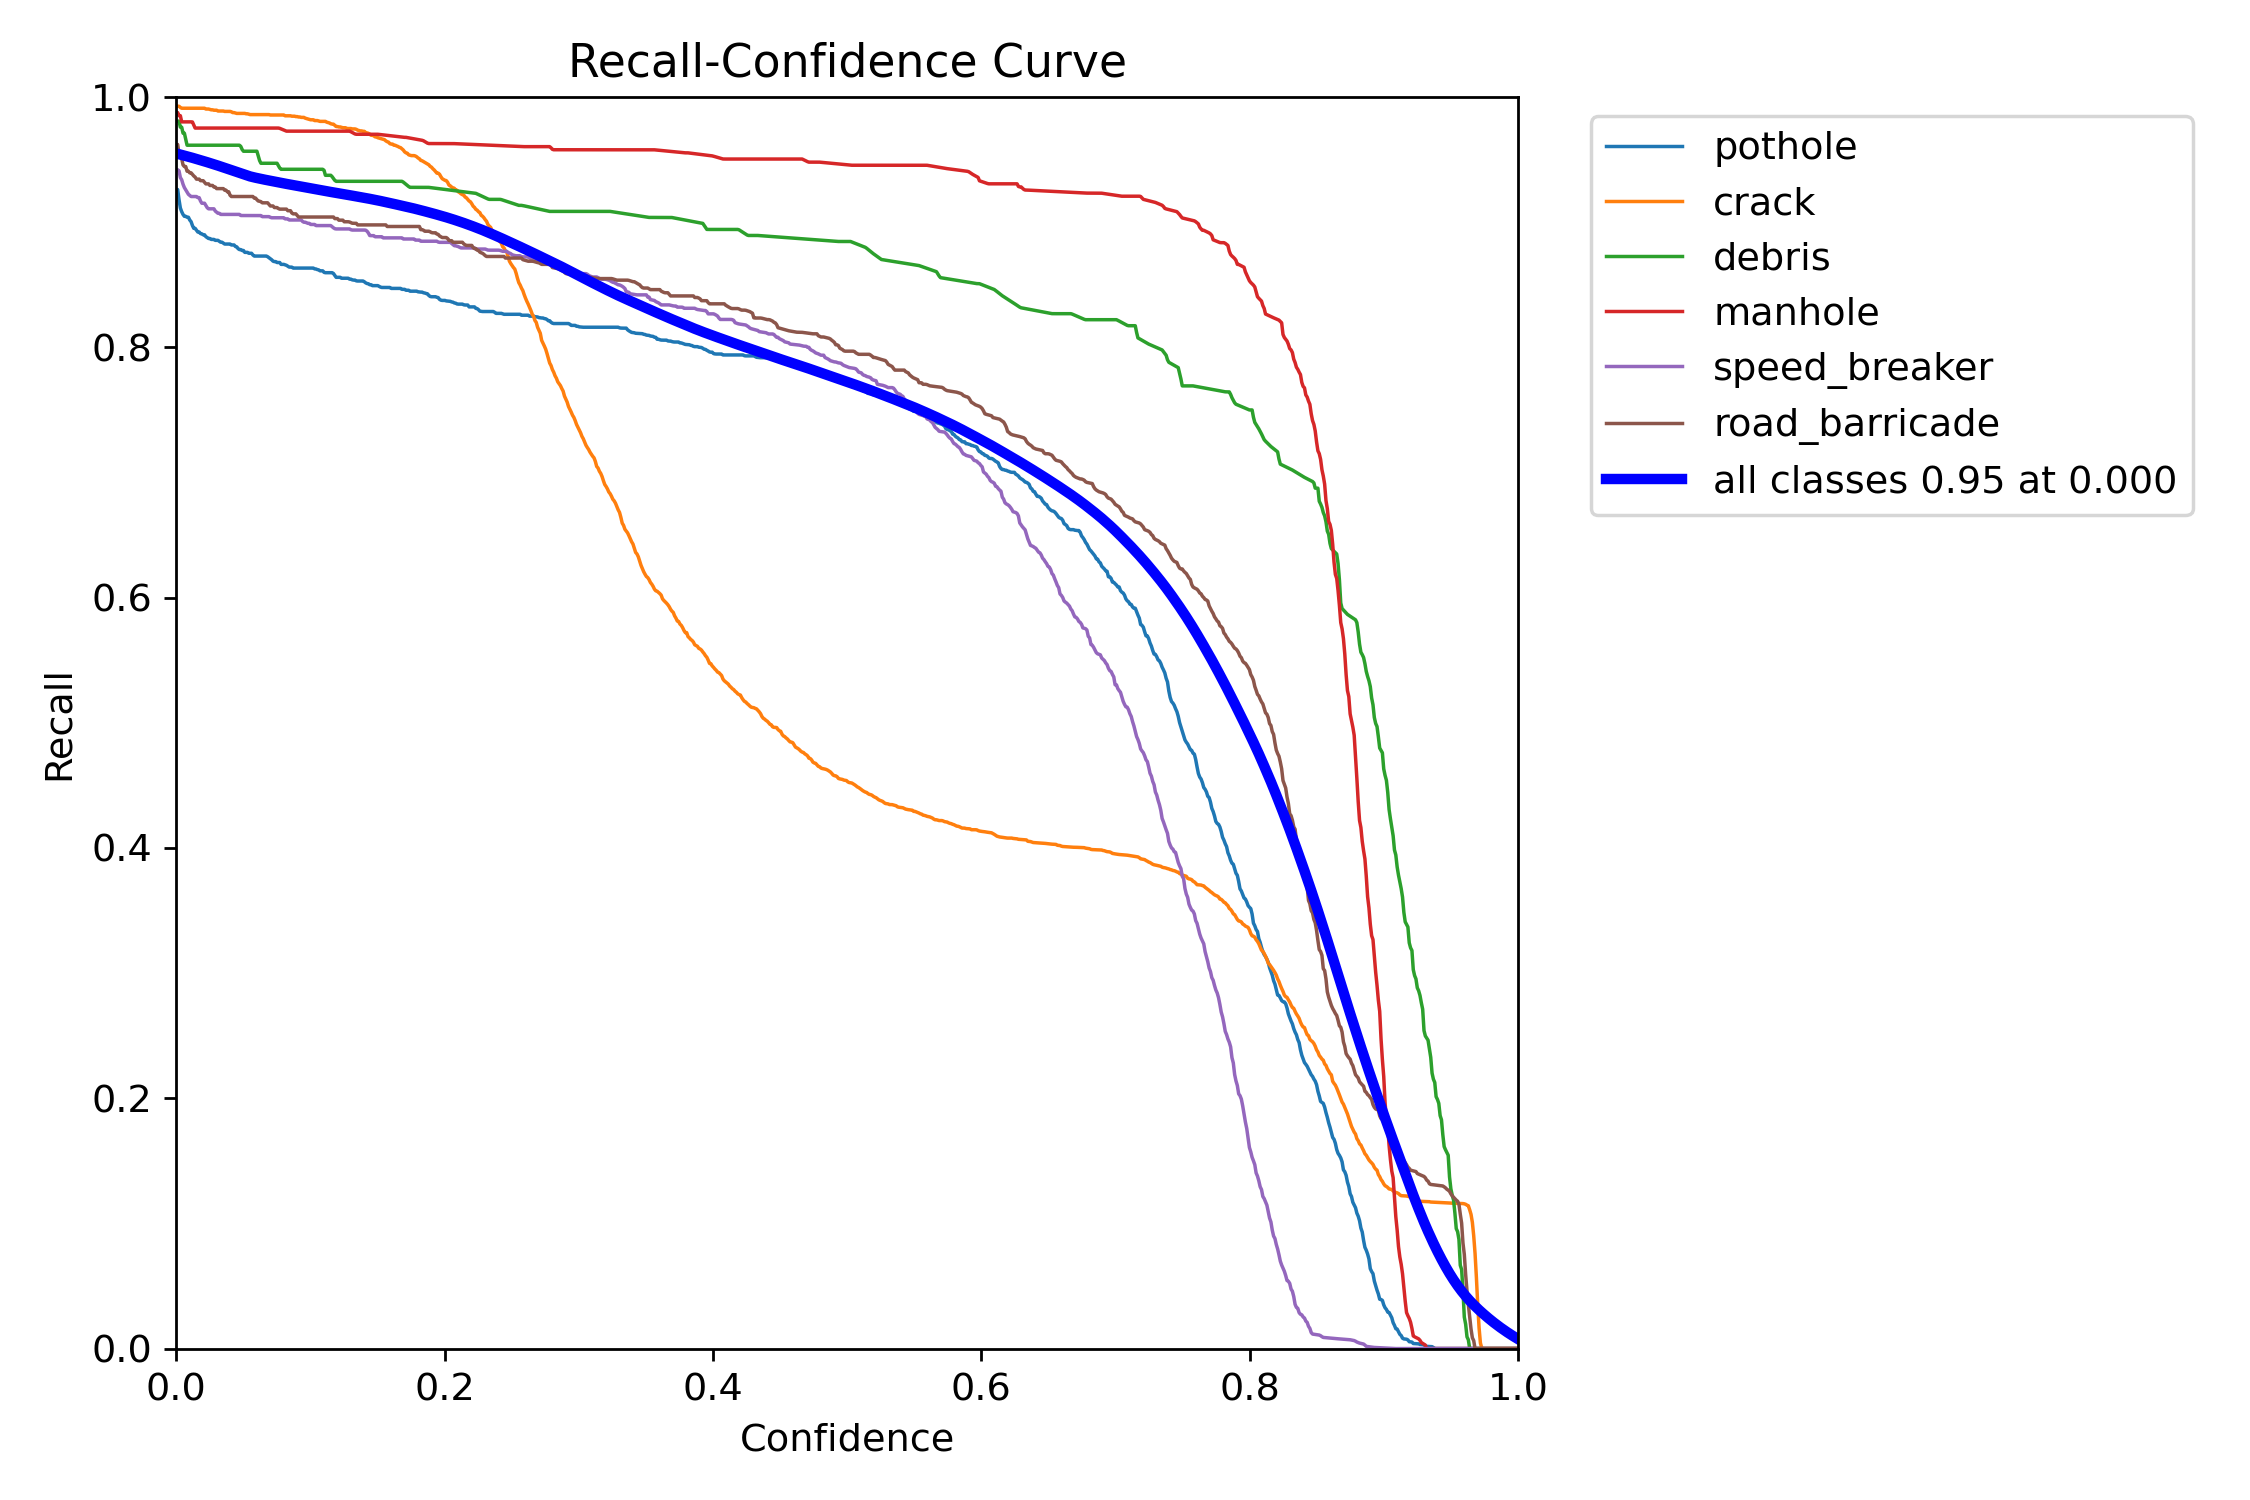 Recall-Confidence Curve
1.0
0.8
0.6
0.4
0.2
0.0
Recall
0.0 0.2 0.4 0.6 0.8 1.0
Confidence
pothole
crack
debris
manhole
speed_breaker
road_barricade
all classes 0.95 at 0.000